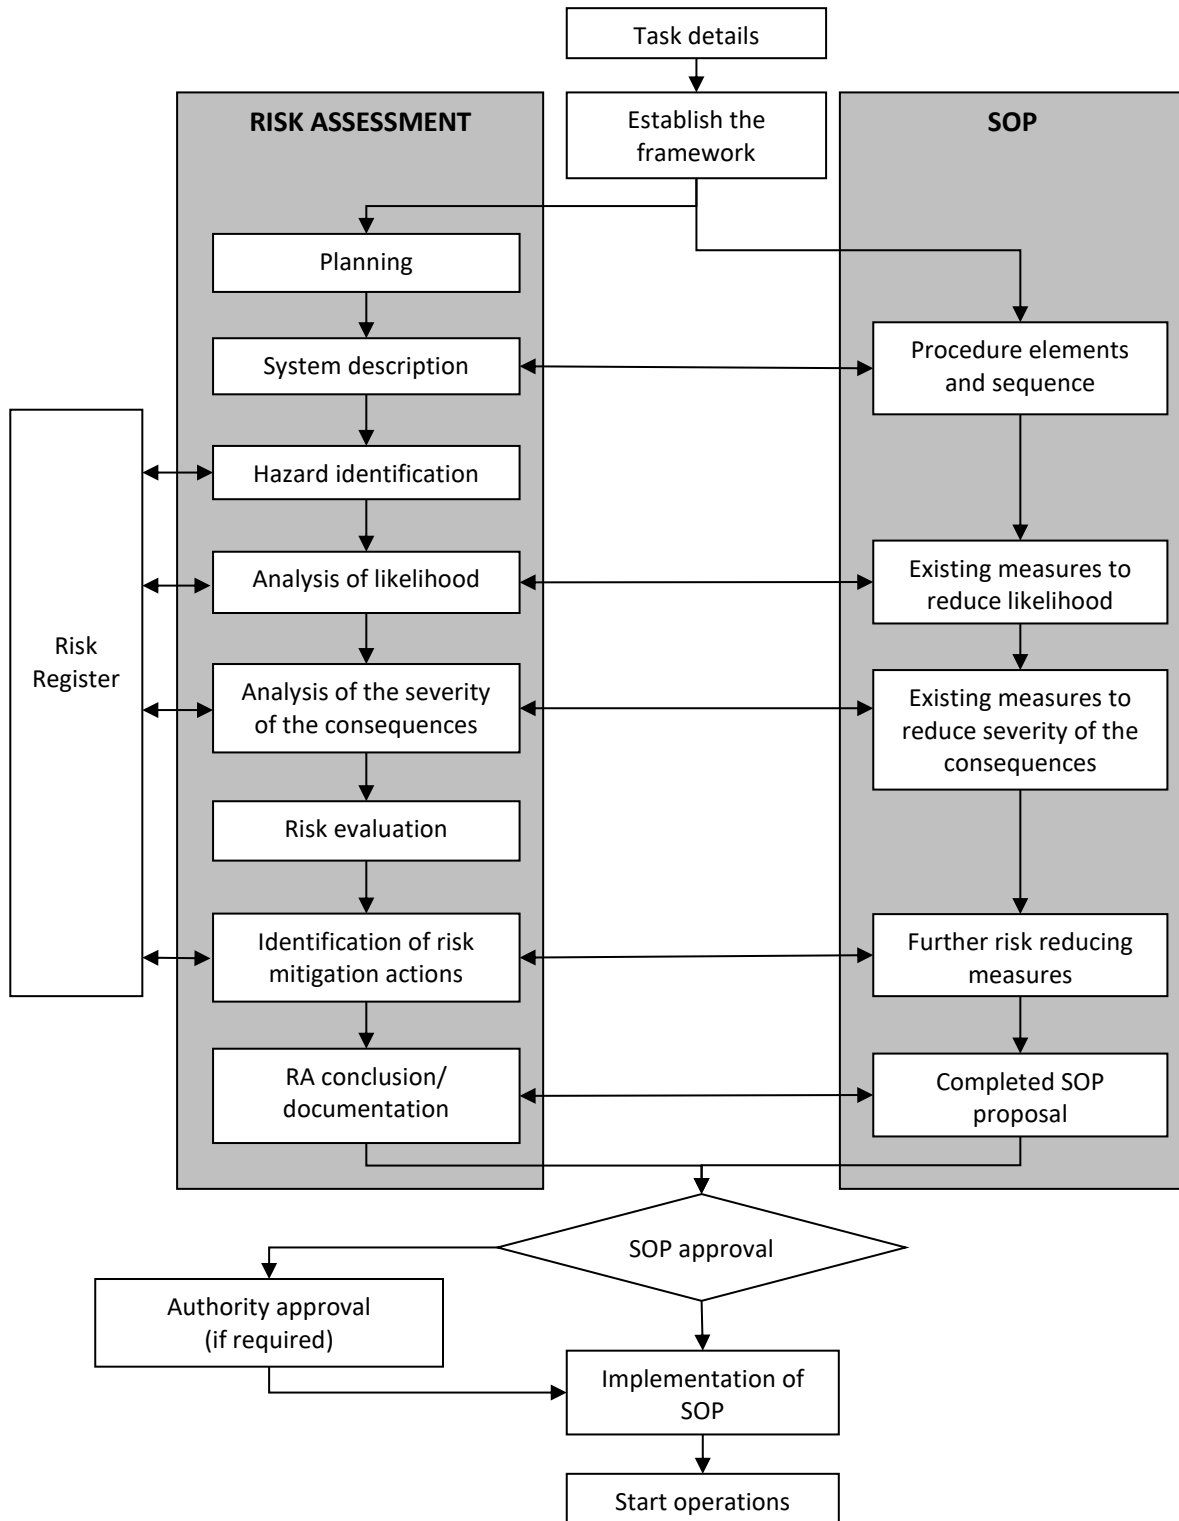 Task details
Establish the
framework
RISK ASSESSMENT
SOP
Planning
System description
Procedure elements
and sequence
Hazard identification
Analysis of likelihood
Existing measures to
reduce likelihood
Risk
Register
Analysis of the severity
of the consequences
Existing measures to
reduce severity of the
consequences
Risk evaluation
Identification of risk
mitigation actions
Further risk reducing
measures
RA conclusion/
documentation
Completed SOP
proposal
SOP approval
Authority approval
(if required)
Implementation of
SOP
Start operations